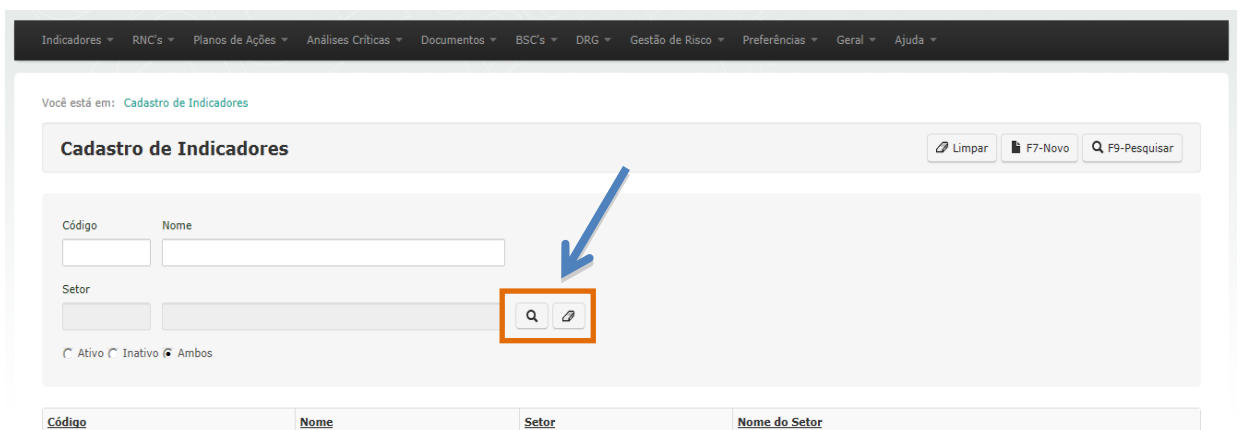 Indicadores RNC's Planos de Ações Análises Críticas Documentos BSC's DRG Gestão de Risco Preferências Geral Ajuda
Você está em: Cadastro de Indicadores
Cadastro de Indicadores Limpar F7-Novo F9-Pesquisar
Código Nome
Setor
Ativo Inativo Ambos
Código Nome Setor Nome do Setor